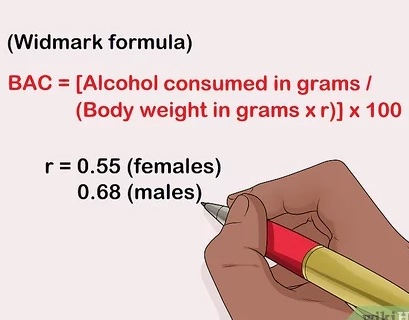 (Widmark formula)
BAC = [Alcohol consumed in grams /
(Body weight in grams x r)] x 100
r = 0.55 (females)
0.68 (males)
wikiH